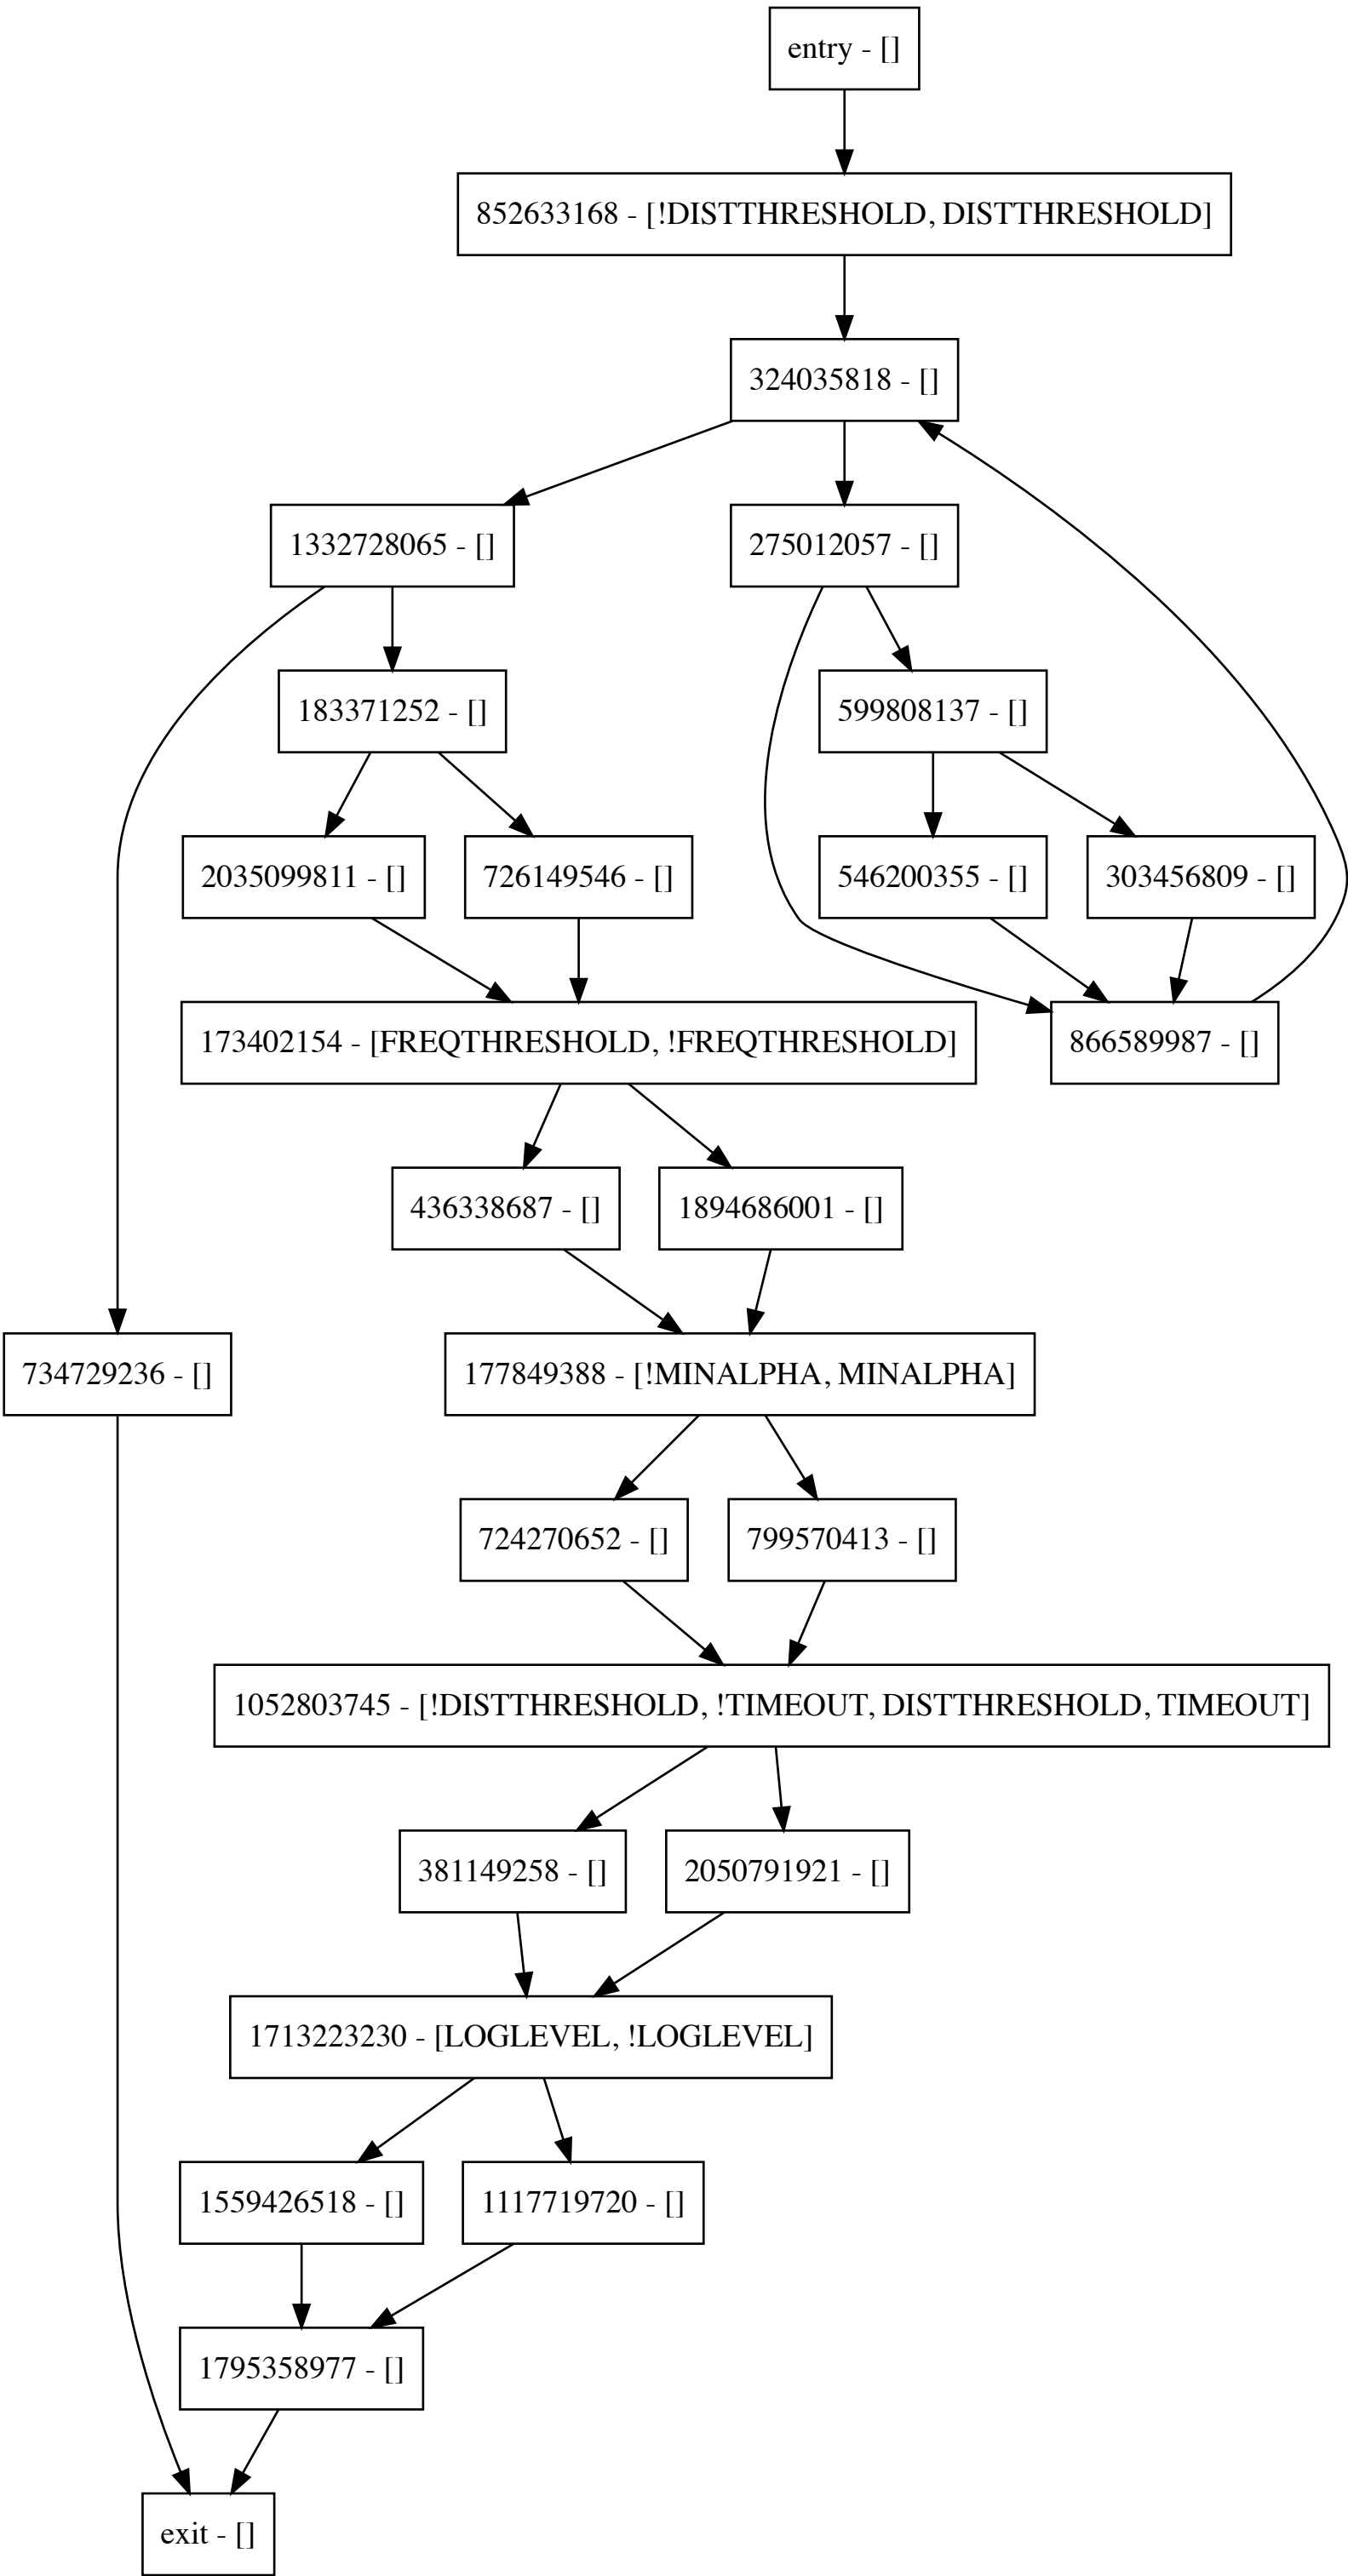 entry - []
852633168 - [!DISTTHRESHOLD, DISTTHRESHOLD]
324035818 - []
1332728065 - []
275012057 - []
183371252 - []
599808137 - []
2035099811 - []
726149546 - []
546200355 - []
303456809 - []
173402154 - [FREQTHRESHOLD, !FREQTHRESHOLD]
866589987 - []
436338687 - []
1894686001 - []
734729236 - []
177849388 - [!MINALPHA, MINALPHA]
724270652 - []
799570413 - []
1052803745 - [!DISTTHRESHOLD, !TIMEOUT, DISTTHRESHOLD, TIMEOUT]
381149258 - []
2050791921 - []
1713223230 - [LOGLEVEL, !LOGLEVEL]
1559426518 - []
1117719720 - []
1795358977 - []
exit - []